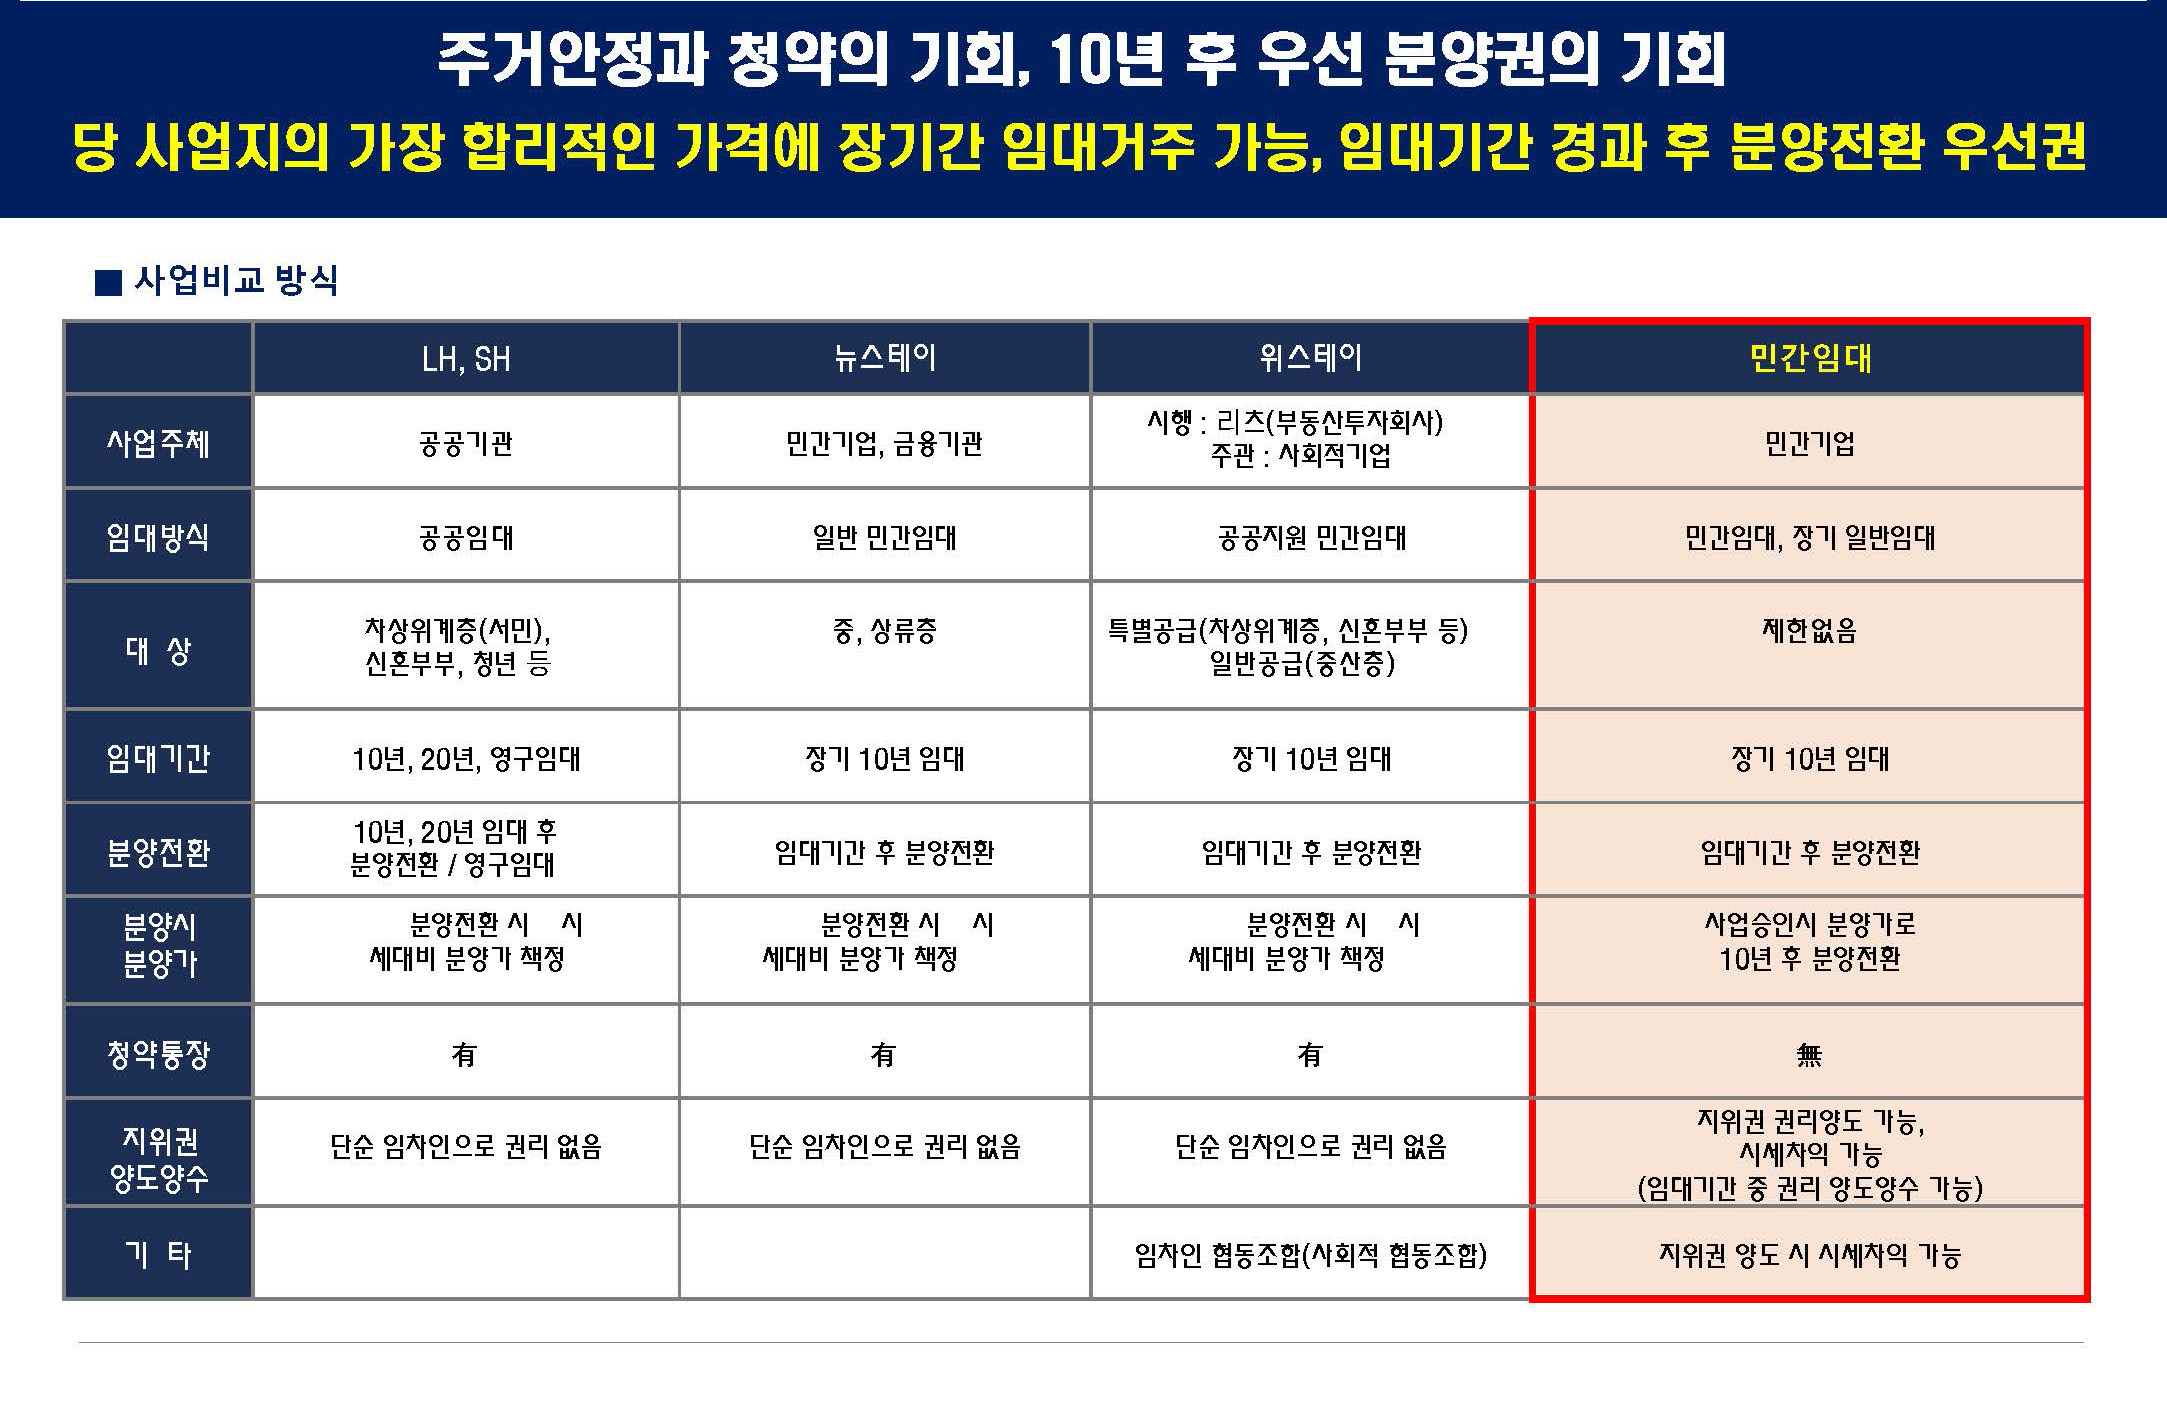 주거안정과 청약의 기회, 10년 후 우선 분양권의 기회
당 사업지의 가장 합리적인 가격에 장기간 임대거주 가능, 임대기간 경과 후 분양전환 우선권
■ 사업비교 방식
LH, SH 뉴스테이 위스테이 민간임대
사업주체 공공기관 민간기업, 금융기관 시행 : 리츠(부동산투자회사) 민간기업
주관 : 사회적기업
임대방식 공공임대 일반 민간임대 공공지원 민간임대 민간임대, 장기 일반임대
대 상 차상위계층(서민), 중, 상류층 특별공급(차상위계층, 신혼부부 등) 제한없음
신혼부부, 청년 등 일반공급(중산층)
임대기간 10년, 20년, 영구임대 장기 10년 임대 장기 10년 임대 장기 10년 임대
분양전환 10년, 20년 임대 후 임대기간 후 분양전환 임대기간 후 분양전환 임대기간 후 분양전환
분양전환 / 영구임대
분양시 분양전환 시 시 분양전환 시 시 분양전환 시 시 사업승인시 분양가로
분양가 세대비 분양가 책정 세대비 분양가 책정 세대비 분양가 책정 10년 후 분양전환
청약통장 有 有 有 無
지위권 단순 임차인으로 권리 없음 단순 임차인으로 권리 없음 단순 임차인으로 권리 없음 지위권 권리양도 가능,
양도양수 시세차익 가능
(임대기간 중 권리 양도양수 가능)
기 타 임차인 협동조합(사회적 협동조합) 지위권 양도 시 시세차익 가능